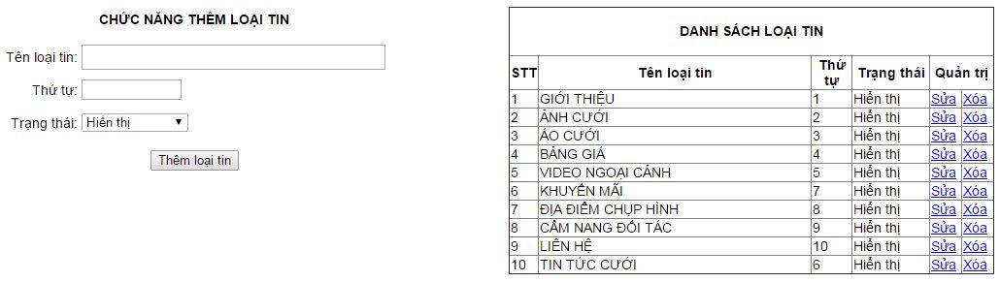 CHỨC NĂNG THÊM LOẠI TIN
Tên loại tin:
Thứ tự:
Trạng thái: Hiển thị
Thêm loại tin
DANH SÁCH LOẠI TIN
STT Tên loại tin Thứ tự Trạng thái Quản trị
1 GIỚI THIỆU 1 Hiển thị Sửa Xóa
2 ẢNH CƯỚI 2 Hiển thị Sửa Xóa
3 ÁO CƯỚI 3 Hiển thị Sửa Xóa
4 BẢNG GIÁ 4 Hiển thị Sửa Xóa
5 VIDEO NGOẠI CẢNH 5 Hiển thị Sửa Xóa
6 KHUYẾN MÃI 7 Hiển thị Sửa Xóa
7 ĐỊA ĐIỂM CHỤP HÌNH 8 Hiển thị Sửa Xóa
8 CẨM NANG ĐỐI TÁC 9 Hiển thị Sửa Xóa
9 LIÊN HỆ 10 Hiển thị Sửa Xóa
10 TIN TỨC CƯỚI 6 Hiển thị Sửa Xóa